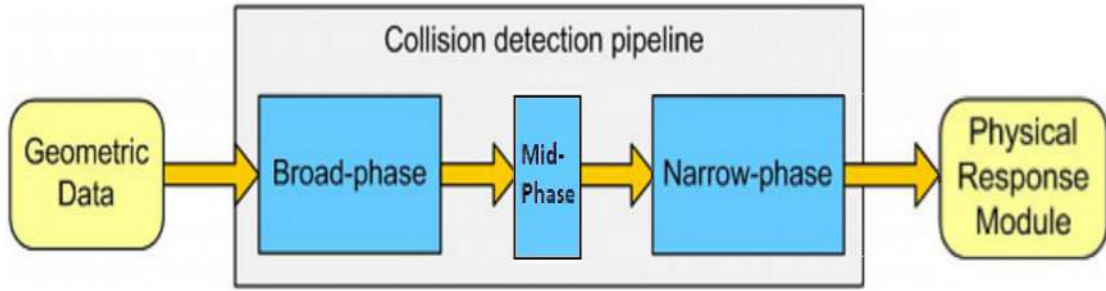 Collision detection pipeline
Geometric
Data
Broad-phase
Mid-
Phase
Narrow-phase
Physical
Response
Module